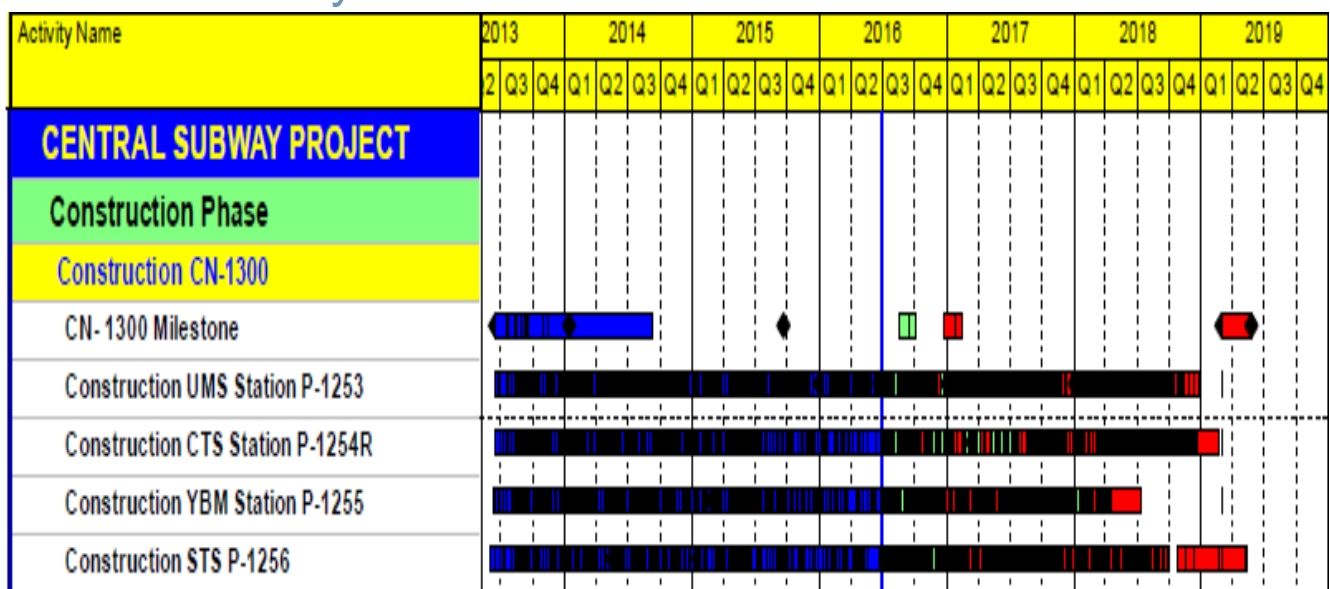 Activity Name
2013 2014 2015 2016 2017 2018 2019
Q3 Q4 Q1 Q2 Q3 Q4 Q1 Q2 Q3 Q4 Q1 Q2 Q3 Q4 Q1 Q2 Q3 Q4 Q1 Q2 Q3 Q4 Q1 Q2 Q3 Q4
CENTRAL SUBWAY PROJECT
Construction Phase
Construction CN-1300
CN- 1300 Milestone
Construction UMS Station P-1253
Construction CTS Station P-1254R
Construction YBM Station P-1255
Construction STS P-1256